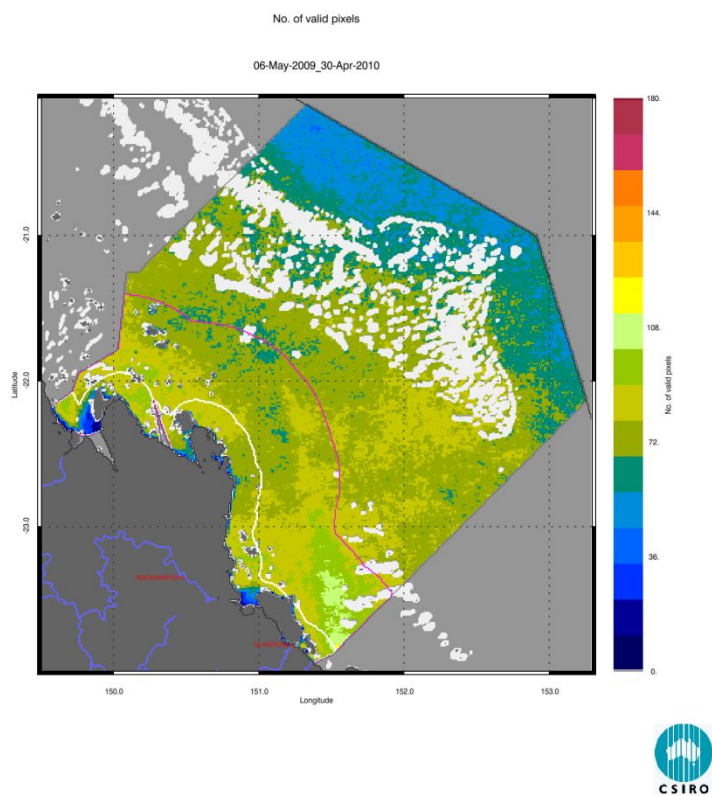 No. of valid pixels
06-May-2009_30-Apr-2010
180.
144.
108.
72.
36.
0.
No. of valid pixels
-21.0
-22.0
-23.0
Latitude
150.0
151.0
152.0
153.0
Longitude
CSIRO